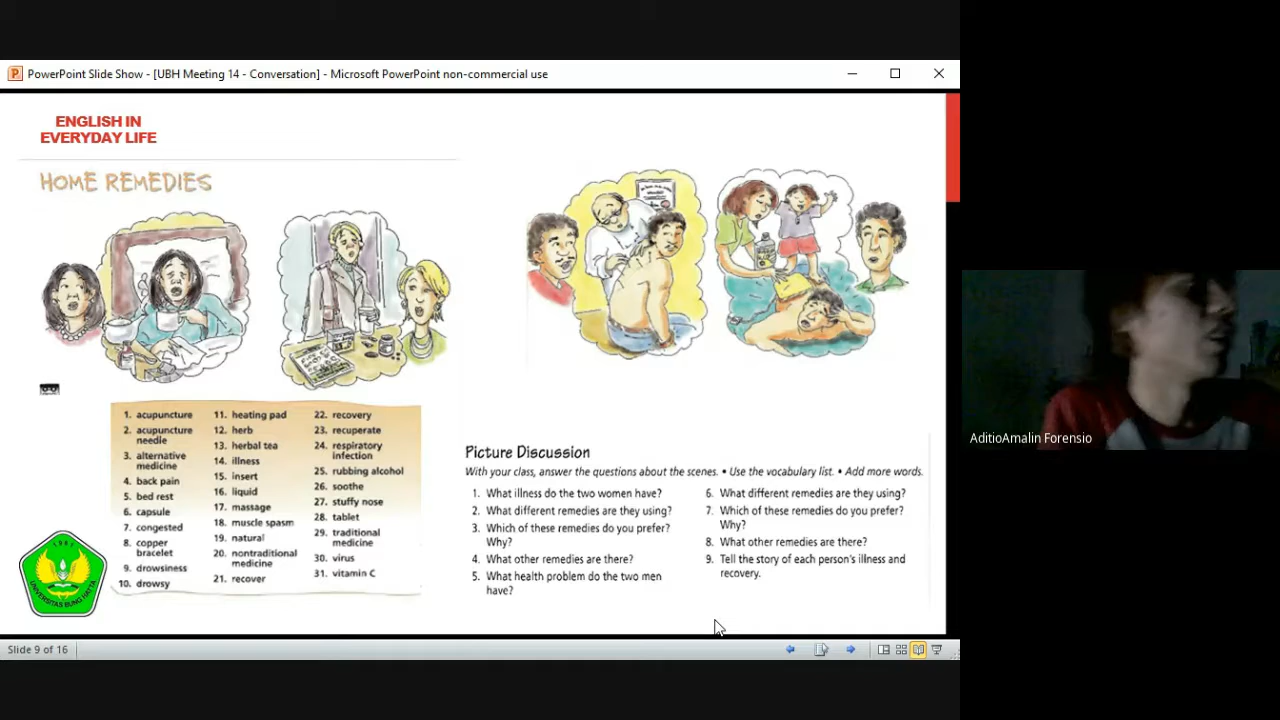 PowerPoint Slide Show - [UBH Meeting 14 - Conversation] - Microsoft PowerPoint non-commercial use
ENGLISH IN
EVERYDAY LIFE
HOME REMEDIES
1. acupuncture
2. acupuncture
needle
3. alternative
medicine
4. back pain
5. bed rest
6. capsule
7. congested
8. copper
bracelet
9. drowsiness
10. drowsy
11. heating pad
12. herb
13. herbal tea
14. illness
15. insert
16. liquid
17. massage
18. muscle spasm
19. natural
20. nontraditional
medicine
21. recover
22. recovery
23. recuperate
24. respiratory
infection
25. rubbing alcohol
26. soothe
27. stuffy nose
28. tablet
29. traditional
medicine
30. virus
31. vitamin C
Picture Discussion
With your class, answer the questions about the scenes. • Use the vocabulary list. • Add more words.
1. What illness do the two women have?
2. What different remedies are they using?
3. Which of these remedies do you prefer?
Why?
4. What other remedies are there?
5. What health problem do the two men
have?
6. What different remedies are they using?
7. Which of these remedies do you prefer?
Why?
8. What other remedies are there?
9. Tell the story of each person's illness and
recovery.
UNIVERSITAS BUNG HATTA
AditioAmalin Forensio
Slide 9 of 16